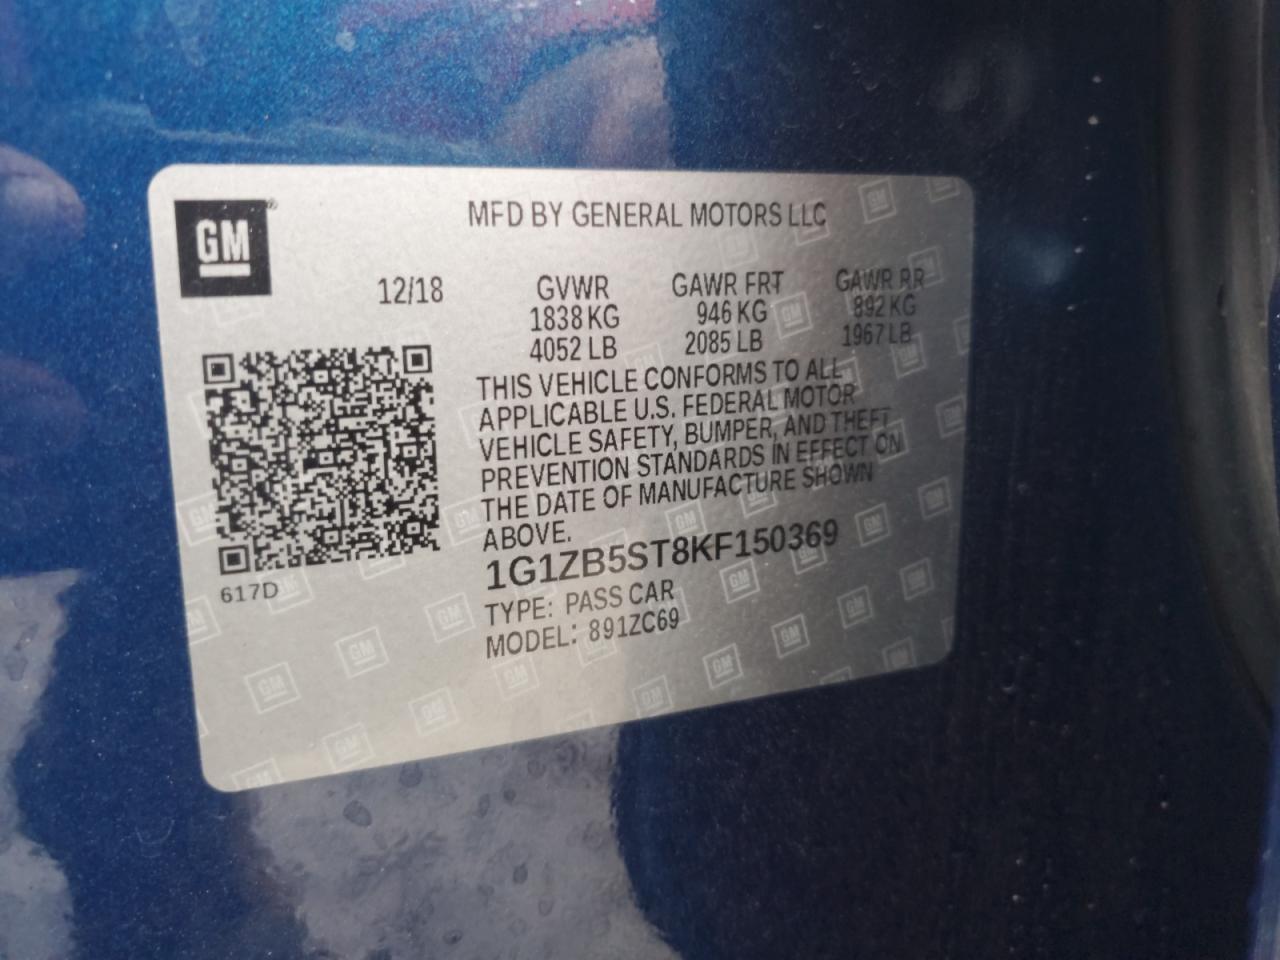 GM®
MFD BY GENERAL MOTORS LLC
12/18 GVWR GAWR FRT GAWR RR
1838 KG 946 KG 892 KG
4052 LB 2085 LB 1967 LB
THIS VEHICLE CONFORMS TO ALL
APPLICABLE U.S. FEDERAL MOTOR
VEHICLE SAFETY, BUMPER, AND THEFT
PREVENTION STANDARDS IN EFFECT ON
THE DATE OF MANUFACTURE SHOWN
ABOVE.
1G1ZB5ST8KF150369
617D
TYPE: PASS CAR
MODEL: 891ZC69